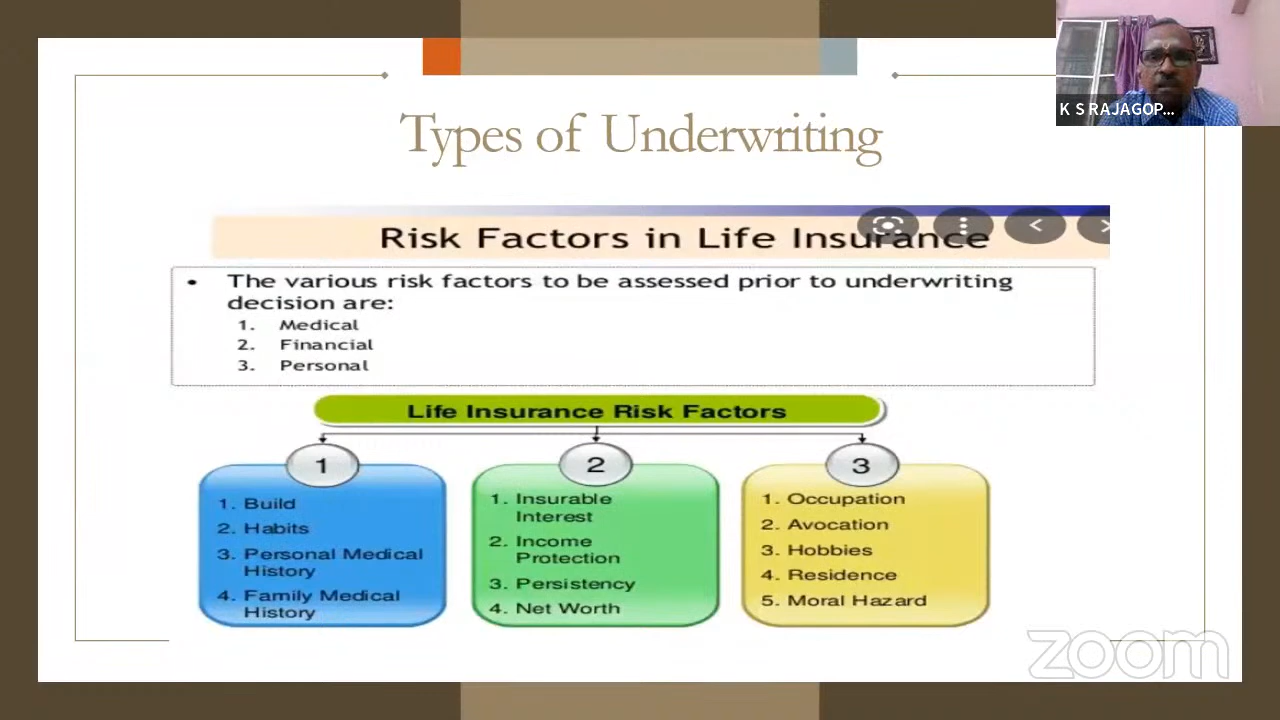 K S RAJAGOP...
Types of Underwriting
Risk Factors in Life Insurance
• The various risk factors to be assessed prior to underwriting
decision are:
1. Medical
2. Financial
3. Personal
Life Insurance Risk Factors
1
1. Build
2. Habits
3. Personal Medical
History
4. Family Medical
History
2
1. Insurable
Interest
2. Income
Protection
3. Persistency
4. Net Worth
3
1. Occupation
2. Avocation
3. Hobbies
4. Residence
5. Moral Hazard
zoom